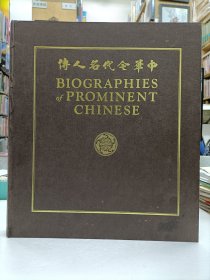 中華今代名人傳
BIOGRAPHIES
of PROMINENT
CHINESE